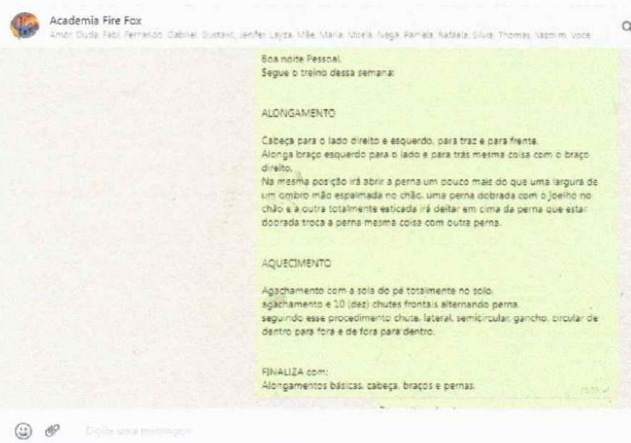 Academia Fire Fox
Amor, Duda, Fabi, Fernando, Gabriel, Gustavo, Jenifer, Layza, Mãe, Maria, Micela, Nega, Pamela, Rafaela, Silvia, Thomas, Yasmim, você
Boa noite Pessoal.
Segue o treino dessa semana:
ALONGAMENTO
Cabeça para o lado direito e esquerdo, para traz e para frente.
Alonga braço esquerdo para o lado e para trás mesma coisa com o braço
direito.
Na mesma posição irá abrir a perna um pouco mais do que uma largura de
um ombro mão espalmada no chão, uma perna dobrada com o joelho no
chão e a outra totalmente esticada irá deitar em cima da perna que estar
dobrada troca a perna mesma coisa com outra perna.
AQUECIMENTO
Agachamento com a sola do pé totalmente no solo.
agachamento e 10 (dez) chutes frontais alternando perna.
seguindo esse procedimento chute, lateral, semicircular, gancho, circular de
dentro para fora e de fora para dentro.
FINALIZA com:
Alongamentos básicas, cabeça, braços e pernas.
Digite uma mensagem